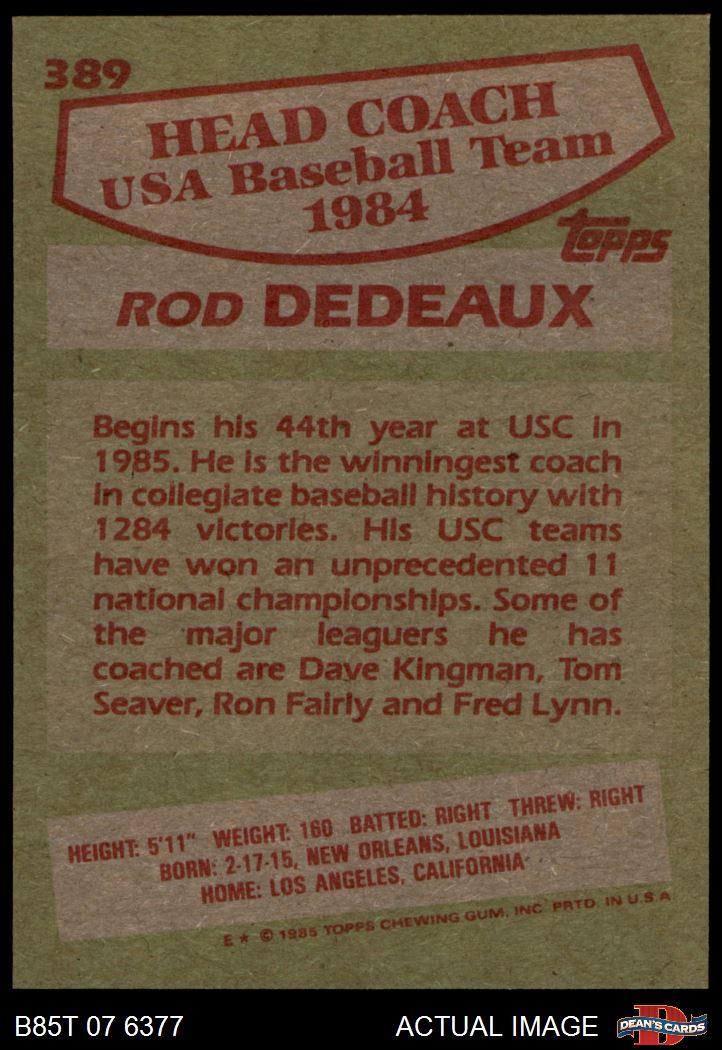 389
HEAD COACH
USA Baseball Team
1984
topps
ROD DEDEAUX
Begins his 44th year at USC in
1985. He is the winningest coach
in collegiate baseball history with
1284 victories. His USC teams
have won an unprecedented 11
national championships. Some of
the major leaguers he has
coached are Dave Kingman, Tom
Seaver, Ron Fairly and Fred Lynn.
HEIGHT: 5'11" WEIGHT: 160 BATTED: RIGHT THREW: RIGHT
BORN: 2-17-15, NEW ORLEANS, LOUISIANA
HOME: LOS ANGELES, CALIFORNIA
E ★ © 1985 TOPPS CHEWING GUM, INC. PRTD. IN U.S.A
B85T 07 6377 ACTUAL IMAGE
D
DEAN'S CARDS